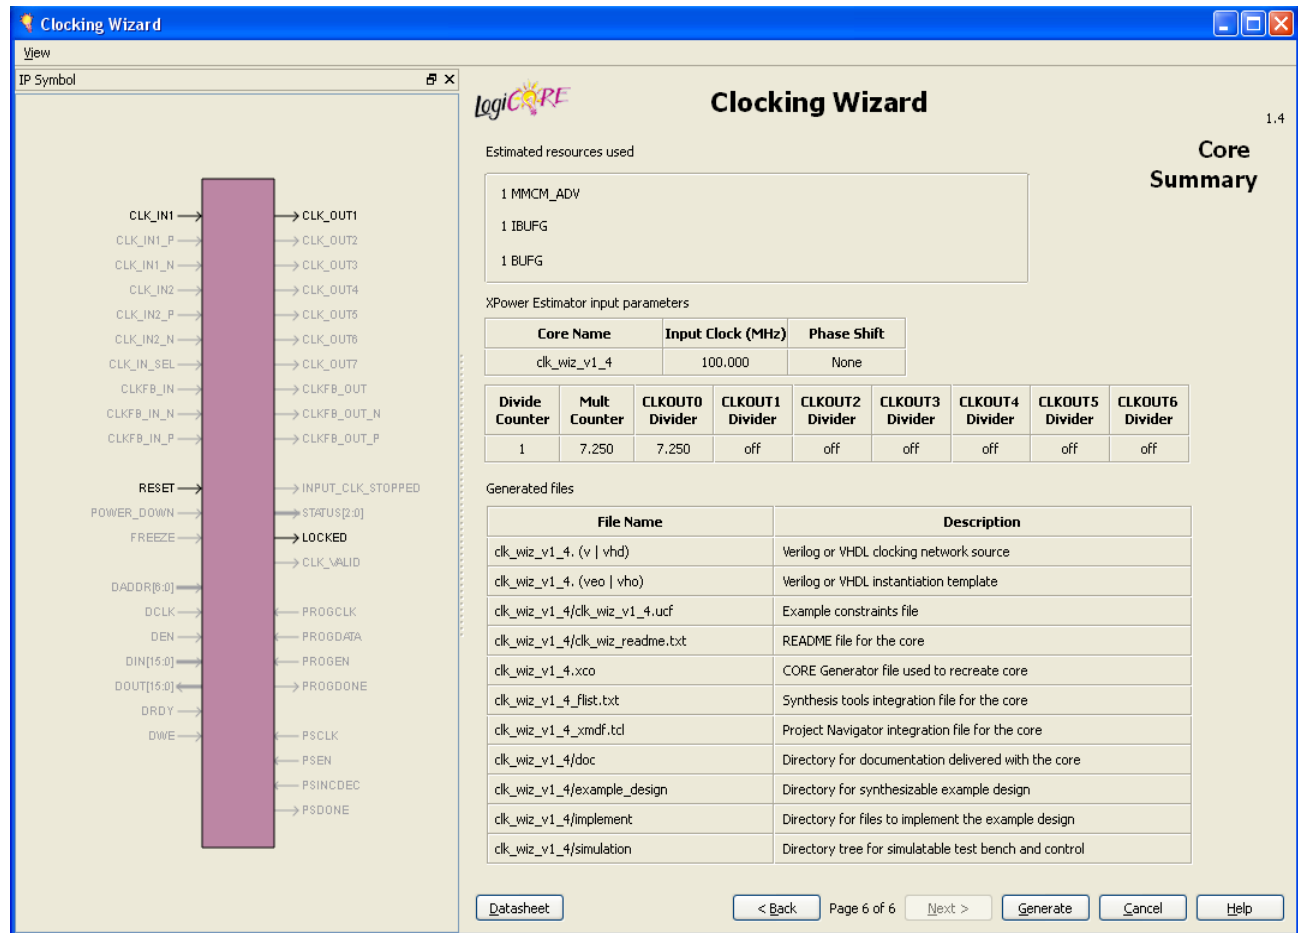 Clocking Wizard
View
IP Symbol
CLK_IN1
CLK_IN1_P
CLK_IN1_N
CLK_IN2
CLK_IN2_P
CLK_IN2_N
CLK_IN_SEL
CLKFB_IN
CLKFB_IN_N
CLKFB_IN_P
RESET
POWER_DOWN
FREEZE
DADDR[6:0]
DCLK
DEN
DIN[15:0]
DOUT[15:0]
DRDY
DWE
CLK_OUT1
CLK_OUT2
CLK_OUT3
CLK_OUT4
CLK_OUT5
CLK_OUT6
CLK_OUT7
CLKFB_OUT
CLKFB_OUT_N
CLKFB_OUT_P
INPUT_CLK_STOPPED
STATUS[2:0]
LOCKED
CLK_VALID
PROGCLK
PROGDATA
PROGEN
PROGDONE
PSCLK
PSEN
PSINCDEC
PSDONE
LogiCORE
Clocking Wizard
1.4
Core
Summary
Estimated resources used
1 MMCM_ADV
1 IBUFG
1 BUFG
XPower Estimator input parameters
Core Name Input Clock (MHz) Phase Shift
clk_wiz_v1_4 100.000 None
Divide Counter Mult Counter CLKOUT0 Divider CLKOUT1 Divider CLKOUT2 Divider CLKOUT3 Divider CLKOUT4 Divider CLKOUT5 Divider CLKOUT6 Divider
1 7.250 7.250 off off off off off off
Generated files
File Name Description
clk_wiz_v1_4. (v | vhd) Verilog or VHDL clocking network source
clk_wiz_v1_4. (veo | vho) Verilog or VHDL instantiation template
clk_wiz_v1_4/clk_wiz_v1_4.ucf Example constraints file
clk_wiz_v1_4/clk_wiz_readme.txt README file for the core
clk_wiz_v1_4.xco CORE Generator file used to recreate core
clk_wiz_v1_4_flist.txt Synthesis tools integration file for the core
clk_wiz_v1_4_xmdf.tcl Project Navigator integration file for the core
clk_wiz_v1_4/doc Directory for documentation delivered with the core
clk_wiz_v1_4/example_design Directory for synthesizable example design
clk_wiz_v1_4/implement Directory for files to implement the example design
clk_wiz_v1_4/simulation Directory tree for simulatable test bench and control
Datasheet < Back Page 6 of 6 Next > Generate Cancel Help